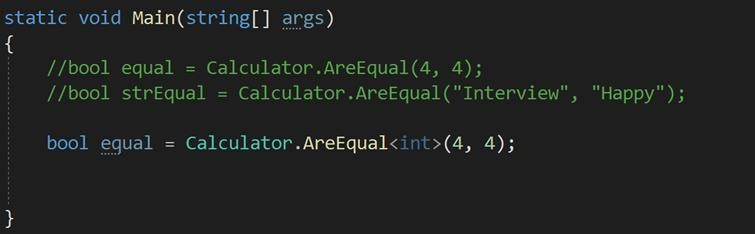 static void Main(string[] args)
{
//bool equal = Calculator.AreEqual(4, 4);
//bool strEqual = Calculator.AreEqual("Interview", "Happy");
bool equal = Calculator.AreEqual<int>(4, 4);
}